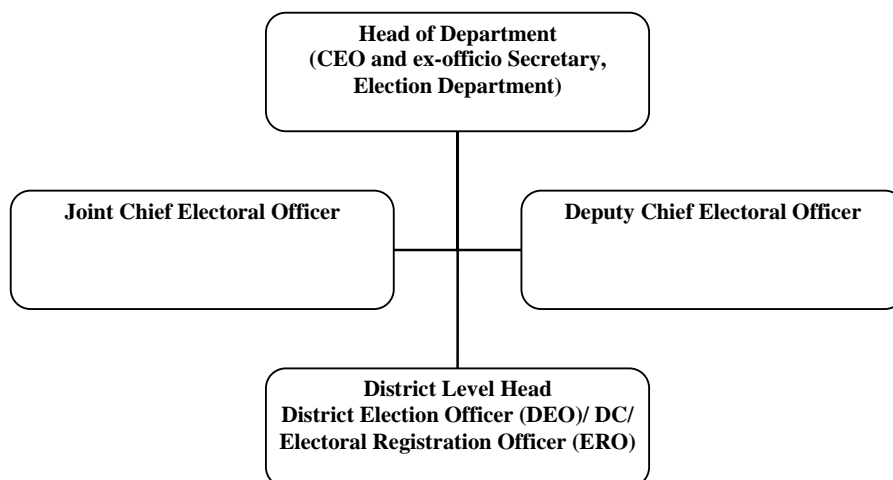 Head of Department
(CEO and ex-officio Secretary,
Election Department)
Joint Chief Electoral Officer
Deputy Chief Electoral Officer
District Level Head
District Election Officer (DEO)/ DC/
Electoral Registration Officer (ERO)